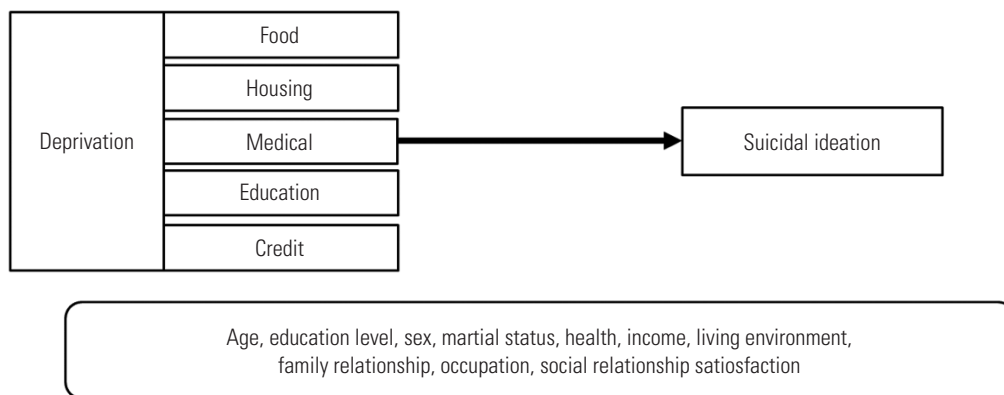 Deprivation
Food
Housing
Medical
Education
Credit
Suicidal ideation
Age, education level, sex, martial status, health, income, living environment,
family relationship, occupation, social relationship satiosfaction